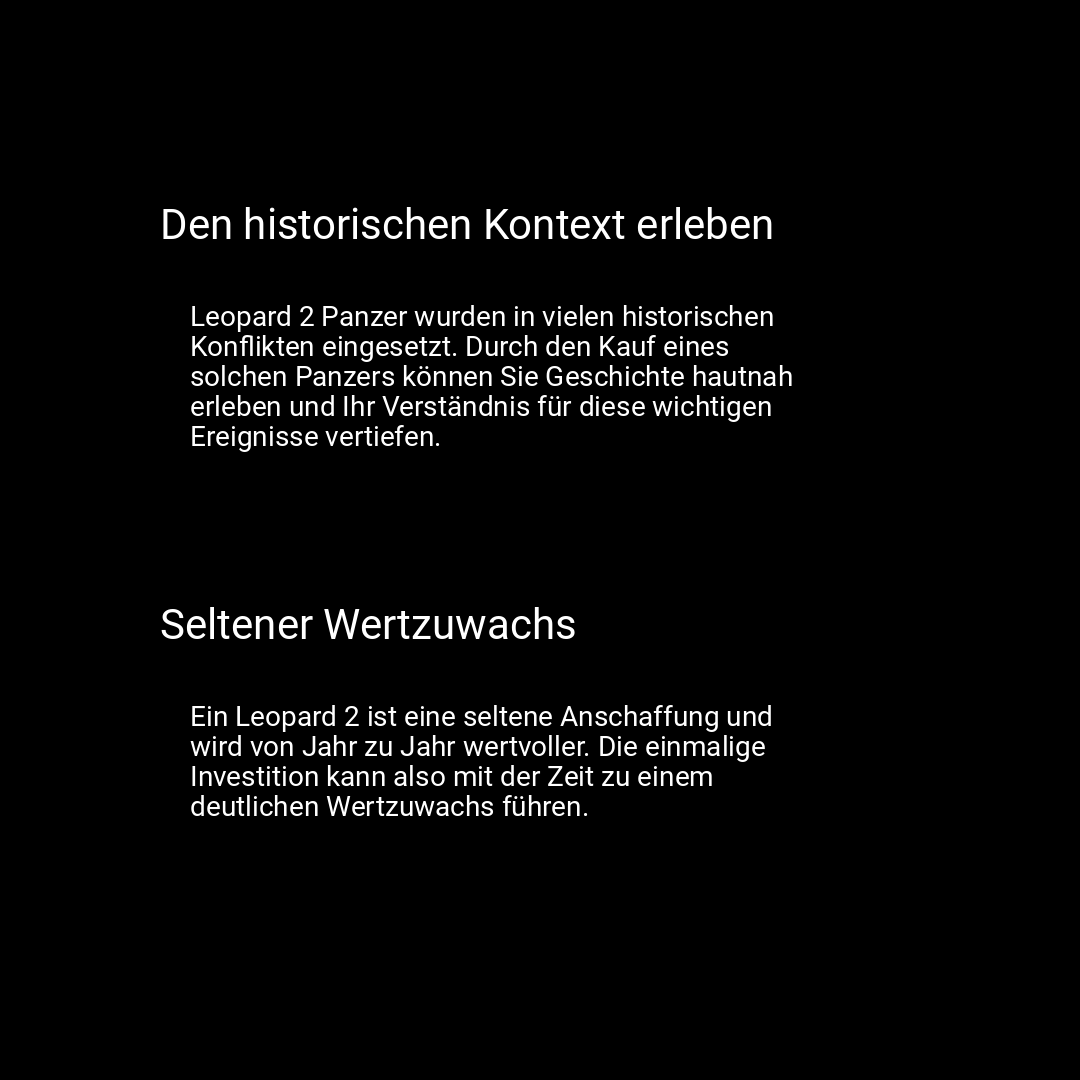 Den historischen Kontext erleben
Leopard 2 Panzer wurden in vielen historischen
Konflikten eingesetzt. Durch den Kauf eines
solchen Panzers können Sie Geschichte hautnah
erleben und Ihr Verständnis für diese wichtigen
Ereignisse vertiefen.
Seltener Wertzuwachs
Ein Leopard 2 ist eine seltene Anschaffung und
wird von Jahr zu Jahr wertvoller. Die einmalige
Investition kann also mit der Zeit zu einem
deutlichen Wertzuwachs führen.